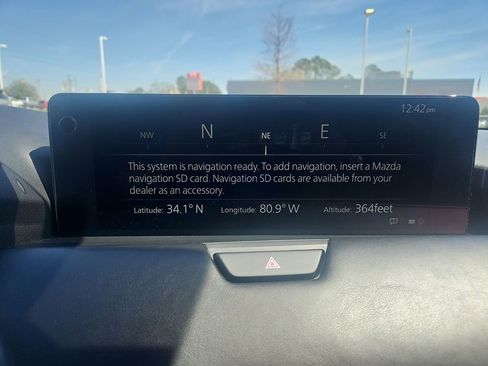 12:42pm
NW N NE E SE
This system is navigation ready. To add navigation, insert a Mazda
navigation SD card. Navigation SD cards are available from your
dealer as an accessory.
Latitude: 34.1° N Longitude: 80.9° W Altitude: 364feet